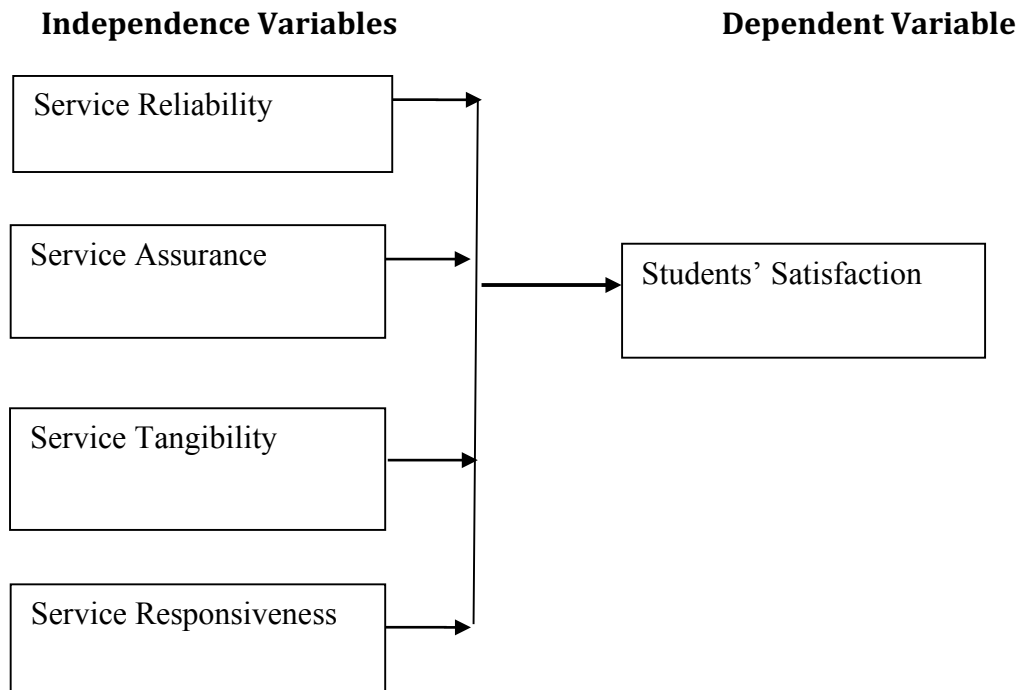 Independence Variables
Dependent Variable
Service Reliability
Service Assurance
Students’ Satisfaction
Service Tangibility
Service Responsiveness